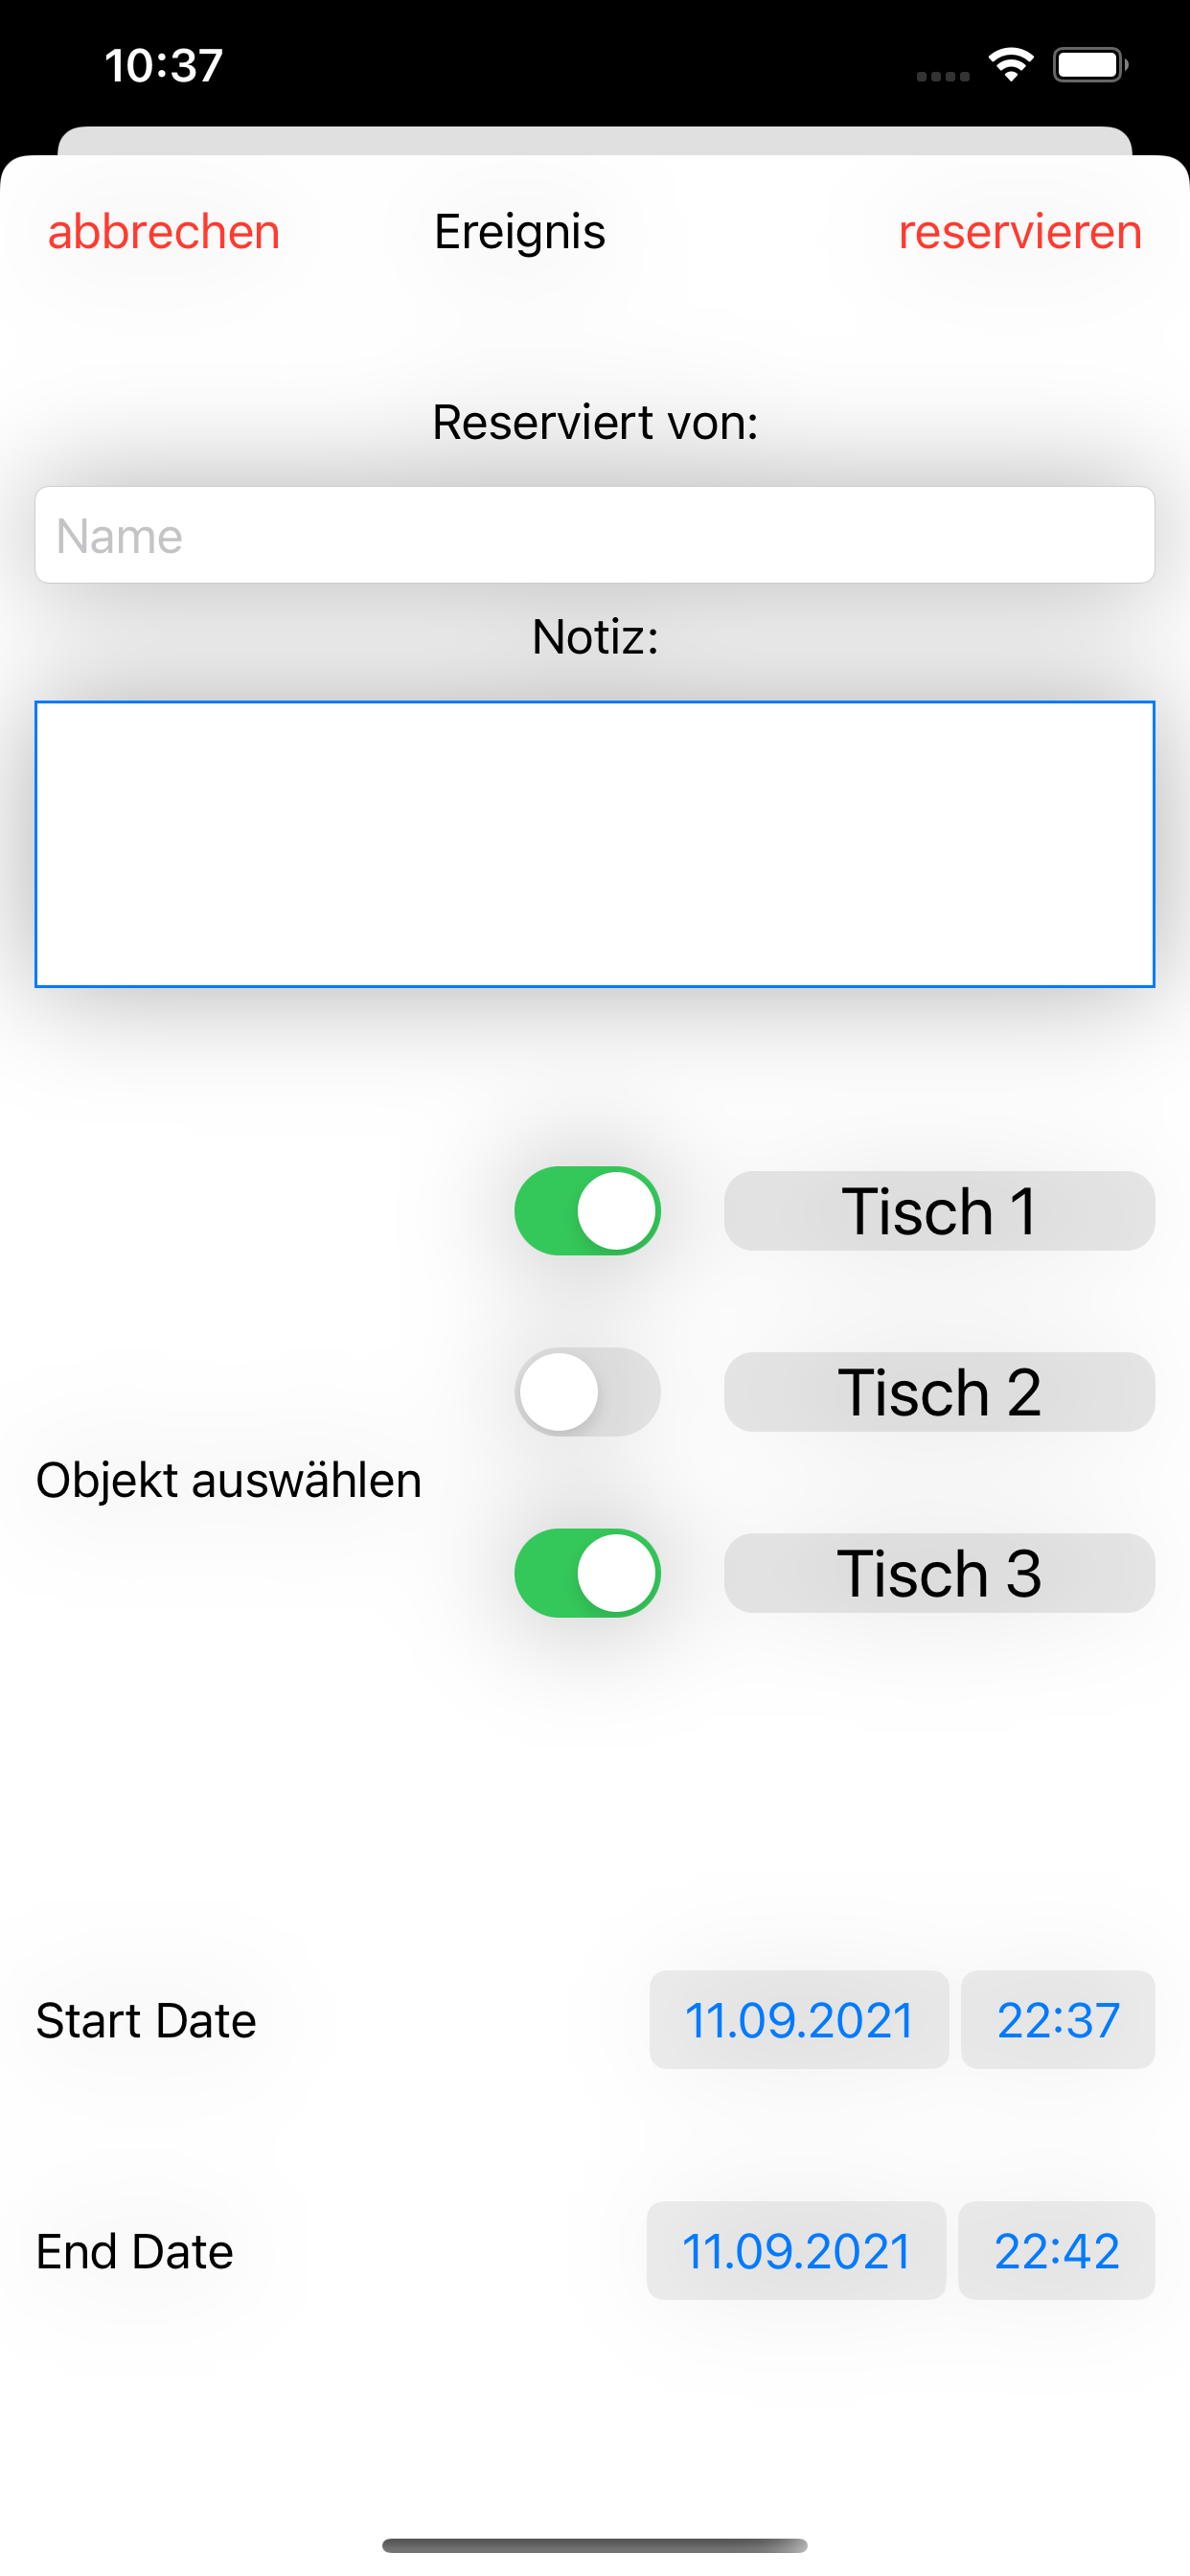 10:37
abbrechen Ereignis reservieren
Reserviert von:
Name
Notiz:
Tisch 1
Tisch 2
Objekt auswählen
Tisch 3
Start Date 11.09.2021 22:37
End Date 11.09.2021 22:42